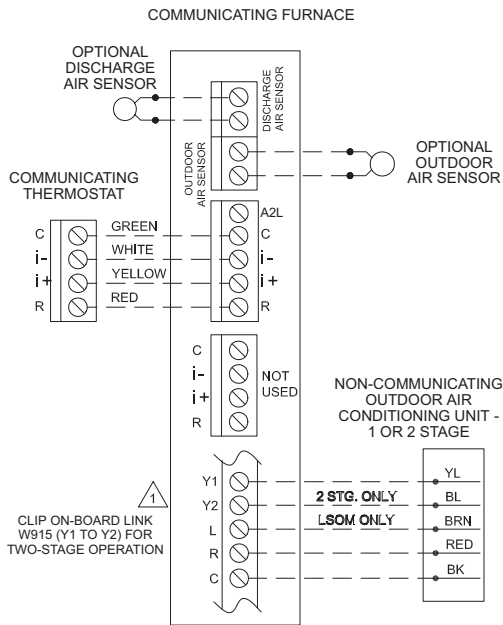 COMMUNICATING FURNACE
OPTIONAL
DISCHARGE
AIR SENSOR
DISCHARGE
AIR SENSOR
OUTDOOR
AIR SENSOR
OPTIONAL
OUTDOOR
AIR SENSOR
COMMUNICATING
THERMOSTAT
A2L
C GREEN C
i- WHITE i-
i+ YELLOW i+
R RED R
C
i-
i+
R
NOT
USED
NON-COMMUNICATING
OUTDOOR AIR
CONDITIONING UNIT -
1 OR 2 STAGE
1
CLIP ON-BOARD LINK
W915 (Y1 TO Y2) FOR
TWO-STAGE OPERATION
Y1 YL
Y2 2 STG. ONLY BL
L LSOM ONLY BRN
R RED
C BK